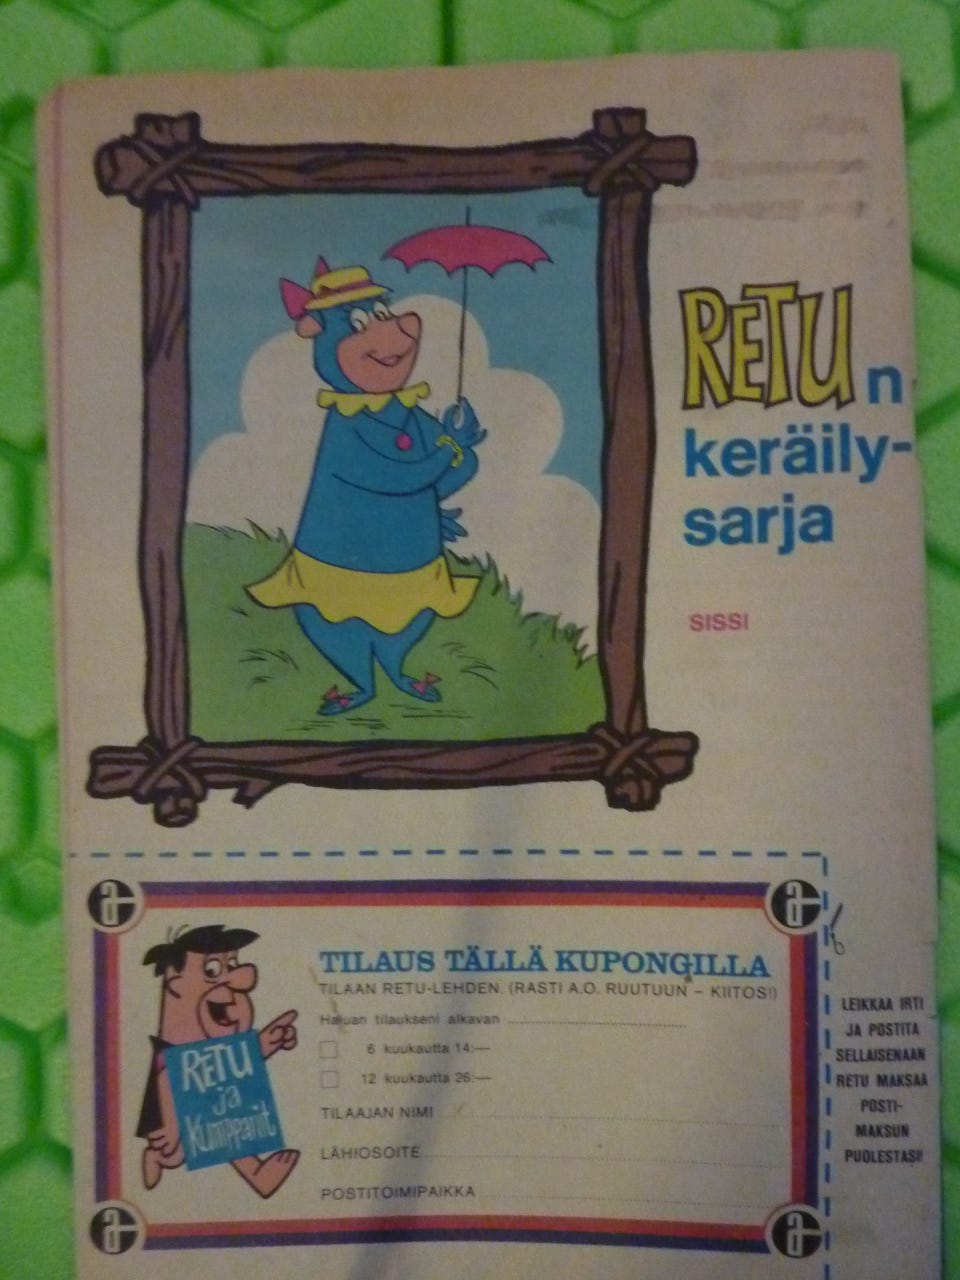 RETUn
keräily-
sarja
SISSI
TILAUS TÄLLÄ KUPONGILLA
TILAAN RETU-LEHDEN. (RASTI A.O. RUUTUUN – KIITOS!)
Haluan tilaukseni alkavan
6 kuukautta 14:—
12 kuukautta 26:—
TILAAJAN NIMI
LÄHIOSOITE
POSTITOIMIPAIKKA
RETU
ja
Kumppanit
LEIKKAA IRTI
JA POSTITA
SELLAISENAAN
RETU MAKSAA
POSTI-
MAKSUN
PUOLESTASI!
a
a
a
a